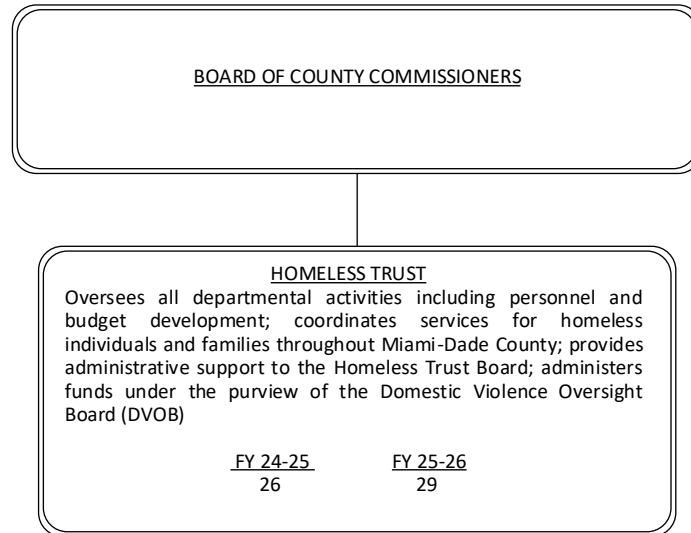 BOARD OF COUNTY COMMISSIONERS
HOMELESS TRUST
Oversees all departmental activities including personnel and
budget development; coordinates services for homeless
individuals and families throughout Miami-Dade County; provides
administrative support to the Homeless Trust Board; administers
funds under the purview of the Domestic Violence Oversight
Board (DVOB)
FY 24-25 FY 25-26
26 29